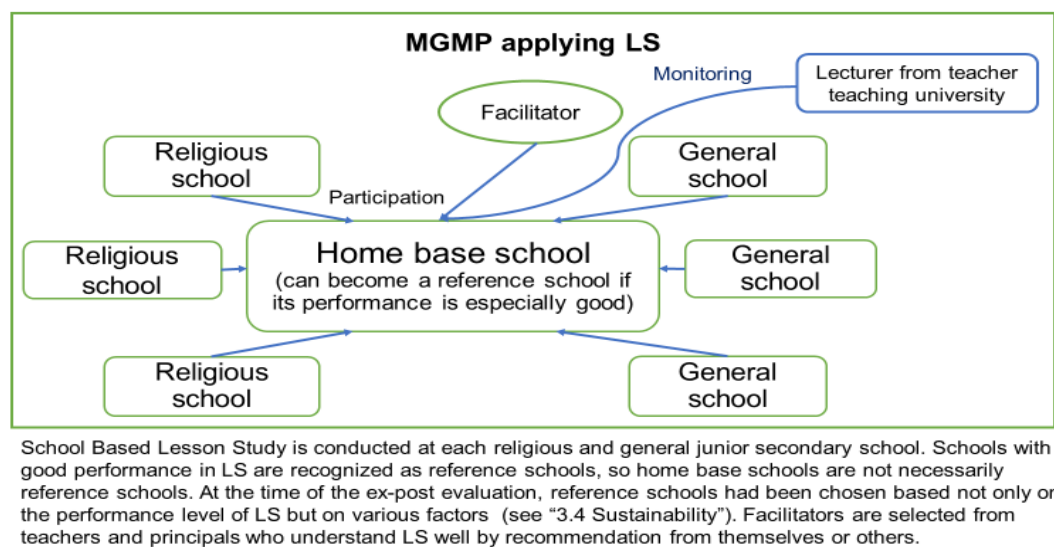 MGMP applying LS
Monitoring
Lecturer from teacher
teaching university
Facilitator
Religious
school
General
school
Participation
Religious
school
Home base school
(can become a reference school if
its performance is especially good)
General
school
Religious
school
General
school
School Based Lesson Study is conducted at each religious and general junior secondary school. Schools with
good performance in LS are recognized as reference schools, so home base schools are not necessarily
reference schools. At the time of the ex-post evaluation, reference schools had been chosen based not only on
the performance level of LS but on various factors (see “3.4 Sustainability”). Facilitators are selected from
teachers and principals who understand LS well by recommendation from themselves or others.